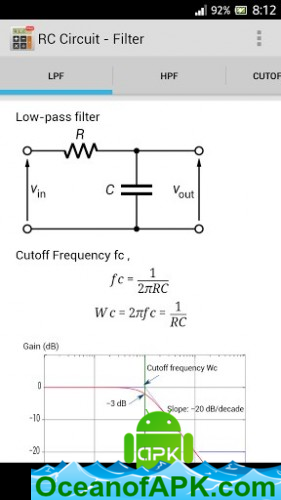 92% 8:12
RC Circuit - Filter
LPF HPF CUTOF
Low-pass filter
R
Vin C Vout
Cutoff Frequency fc ,
fc = 1/2πRC
Wc = 2πfc = 1/RC
Gain (dB)
Cutoff frequency Wc
0
−3 dB
Slope: −20 dB/decade
−10
apk
−20
OceanofAPK.com